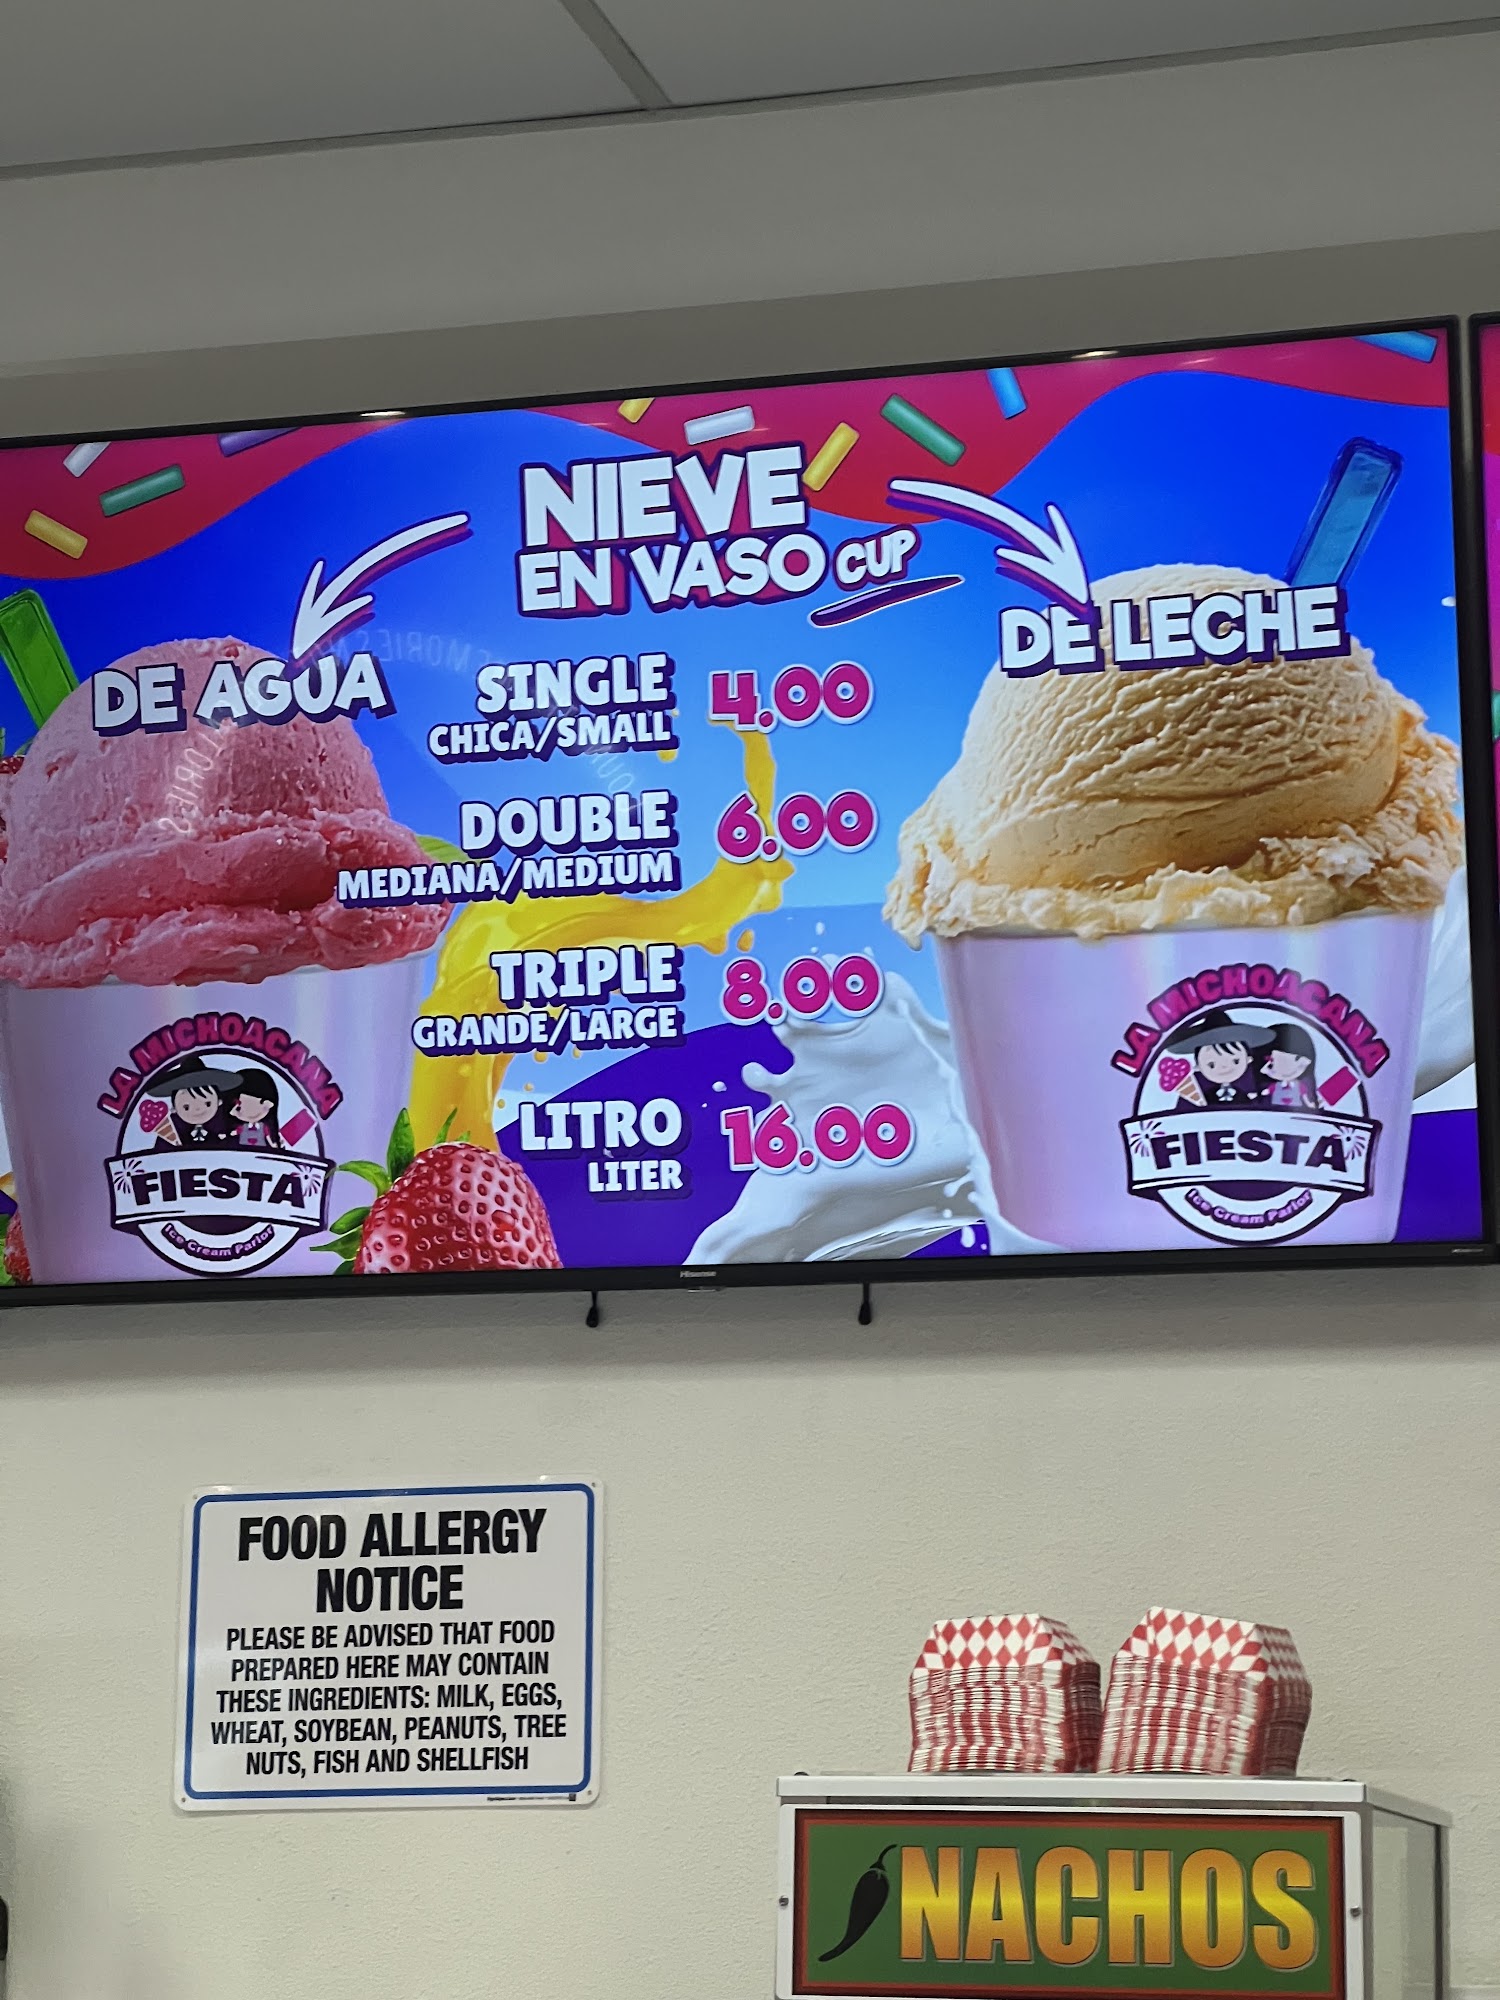 NIEVE
EN VASO CUP
DE AGUA
DE LECHE
SINGLE 4.00
CHICA/SMALL
DOUBLE 6.00
MEDIANA/MEDIUM
TRIPLE 8.00
GRANDE/LARGE
LITRO 16.00
LITER
LA MICHOACANA
FIESTA
Ice Cream Parlor
LA MICHOACANA
FIESTA
Ice Cream Parlor
Hisense
FOOD ALLERGY
NOTICE
PLEASE BE ADVISED THAT FOOD
PREPARED HERE MAY CONTAIN
THESE INGREDIENTS: MILK, EGGS,
WHEAT, SOYBEAN, PEANUTS, TREE
NUTS, FISH AND SHELLFISH
NACHOS